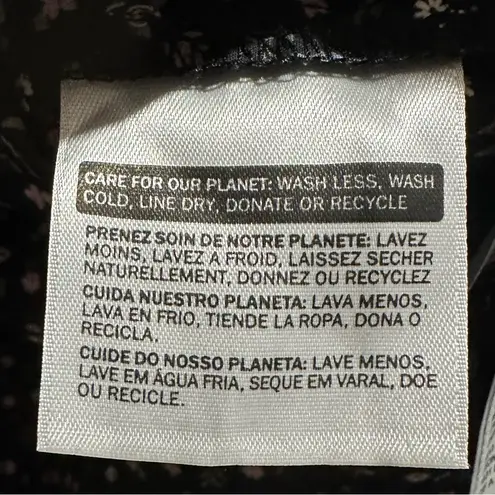 CARE FOR OUR PLANET: WASH LESS, WASH
COLD, LINE DRY, DONATE OR RECYCLE
PRENEZ SOIN DE NOTRE PLANETE: LAVEZ
MOINS, LAVEZ A FROID, LAISSEZ SECHER
NATURELLEMENT, DONNEZ OU RECYCLEZ
CUIDA NUESTRO PLANETA: LAVA MENOS,
LAVA EN FRIO, TIENDE LA ROPA, DONA O
RECICLA.
CUIDE DO NOSSO PLANETA: LAVE MENOS,
LAVE EM ÁGUA FRIA, SEQUE EM VARAL, DOE
OU RECICLE.